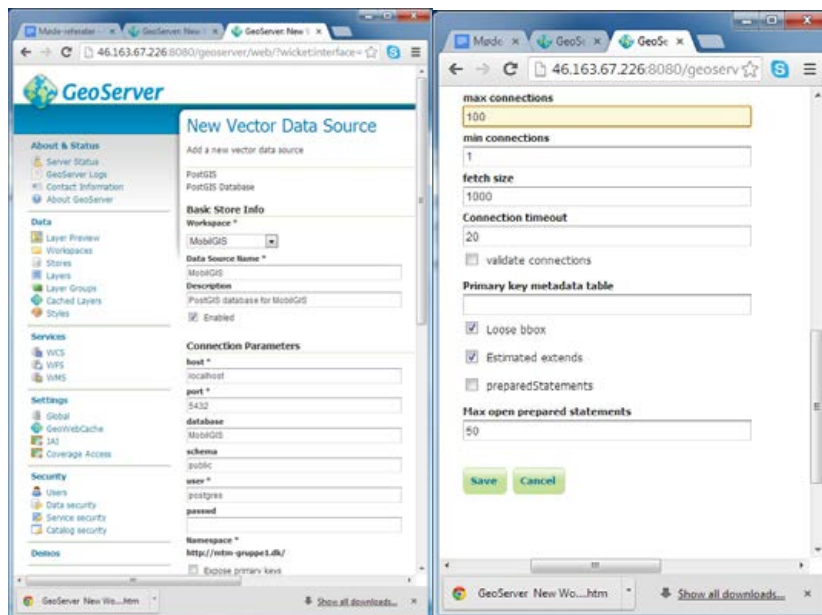 Møde-referater
GeoServer: New
GeoServer: New
46.163.67.226:8080/geoserver/web/?wicket:interface=
GeoServer
About & Status
Server Status
GeoServer Logs
Contact Information
About GeoServer
Data
Layer Preview
Workspaces
Stores
Layers
Layer Groups
Cached Layers
Styles
Services
WCS
WFS
WMS
Settings
Global
GeoWebCache
JAI
Coverage Access
Security
Users
Data security
Service security
Catalog security
Demos
New Vector Data Source
Add a new vector data source
PostGIS
PostGIS Database
Basic Store Info
Workspace *
MobilGIS
Data Source Name *
MobilGIS
Description
PostGIS database for MobilGIS
Enabled
Connection Parameters
host *
localhost
port *
5432
database
MobilGIS
schema
public
user *
postgres
passwd
Namespace *
http://mtm-gruppe1.dk/
Expose primary keys
GeoServer New Wo....htm
Show all downloads...
Møde
GeoSe
GeoSe
46.163.67.226:8080/geoserv
max connections
100
min connections
1
fetch size
1000
Connection timeout
20
validate connections
Primary key metadata table
Loose bbox
Estimated extends
preparedStatements
Max open prepared statements
50
Save
Cancel
GeoServer New Wo....htm
Show all downloads...